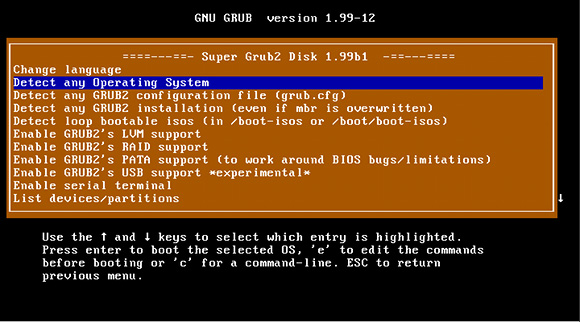 GNU GRUB  version 1.99-12
====---==- Super Grub2 Disk 1.99b1  -==--====
Change language
Detect any Operating System
Detect any GRUB2 configuration file (grub.cfg)
Detect any GRUB2 installation (even if mbr is overwritten)
Detect loop bootable isos (in /boot-isos or /boot/boot-isos)
Enable GRUB2's LVM support
Enable GRUB2's RAID support
Enable GRUB2's PATA support (to work around BIOS bugs/limitations)
Enable GRUB2's USB support *experimental*
Enable serial terminal
List devices/partitions ↓
Use the ↑ and ↓ keys to select which entry is highlighted.
Press enter to boot the selected OS, 'e' to edit the commands
before booting or 'c' for a command-line. ESC to return
previous menu.